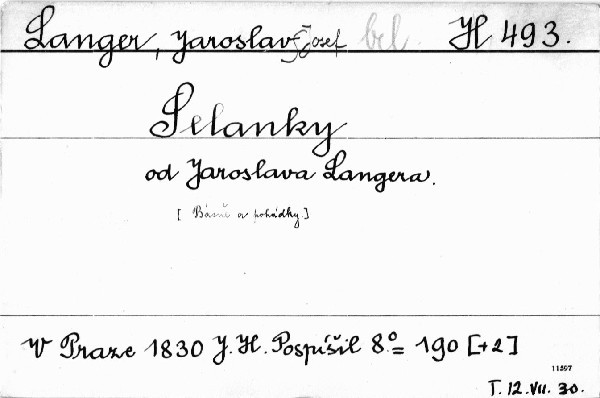 Langer, Jaroslav Josef bel. H 493.
Selanky
od Jaroslava Langera.
[Básně a pohádky.]
V Praze 1830 J. H. Pospíšil 8.° = 190 [+2]
11597
T. 12.VII. 30.